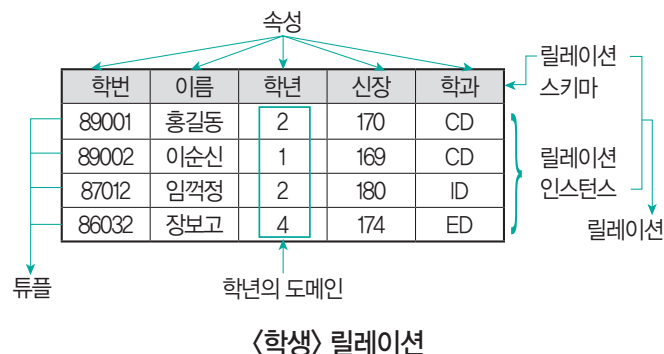 속성
학번 이름 학년 신장 학과
89001 홍길동 2 170 CD
89002 이순신 1 169 CD
87012 임꺽정 2 180 ID
86032 장보고 4 174 ED
릴레이션
스키마
릴레이션
인스턴스
릴레이션
튜플
학년의 도메인
〈학생〉 릴레이션